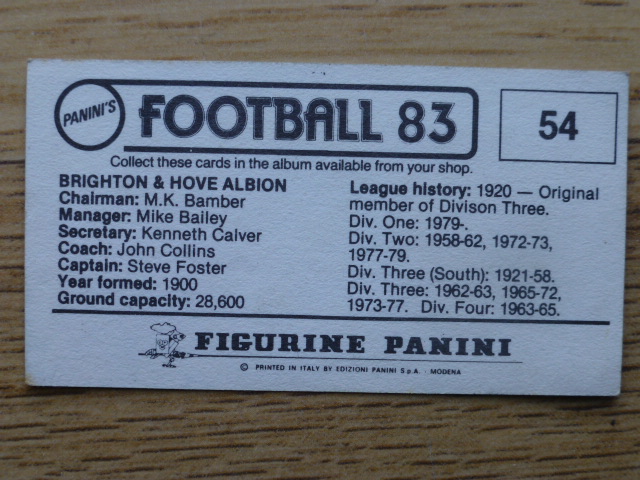 PANINI'S
FOOTBALL 83
54
Collect these cards in the album available from your shop.
BRIGHTON & HOVE ALBION
Chairman: M.K. Bamber
Manager: Mike Bailey
Secretary: Kenneth Calver
Coach: John Collins
Captain: Steve Foster
Year formed: 1900
Ground capacity: 28,600
League history: 1920 — Original
member of Divison Three.
Div. One: 1979-.
Div. Two: 1958-62, 1972-73,
1977-79.
Div. Three (South): 1921-58.
Div. Three: 1962-63, 1965-72,
1973-77. Div. Four: 1963-65.
FIGURINE PANINI
© PRINTED IN ITALY BY EDIZIONI PANINI S.p.A. - MODENA